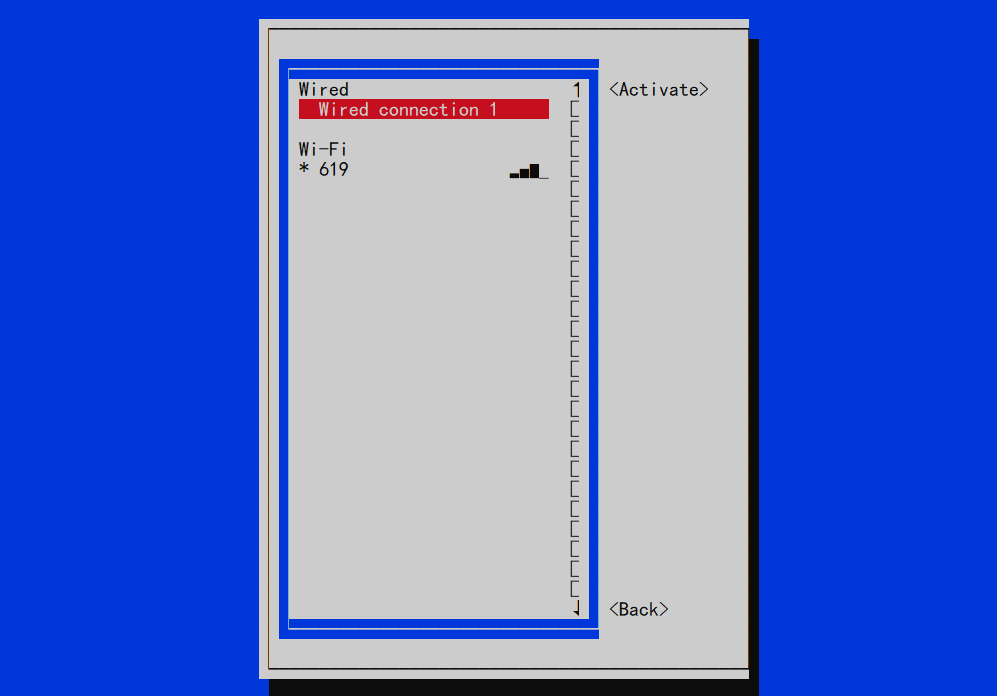 Wired
<Activate>
Wired connection 1
Wi-Fi
* 619
<Back>